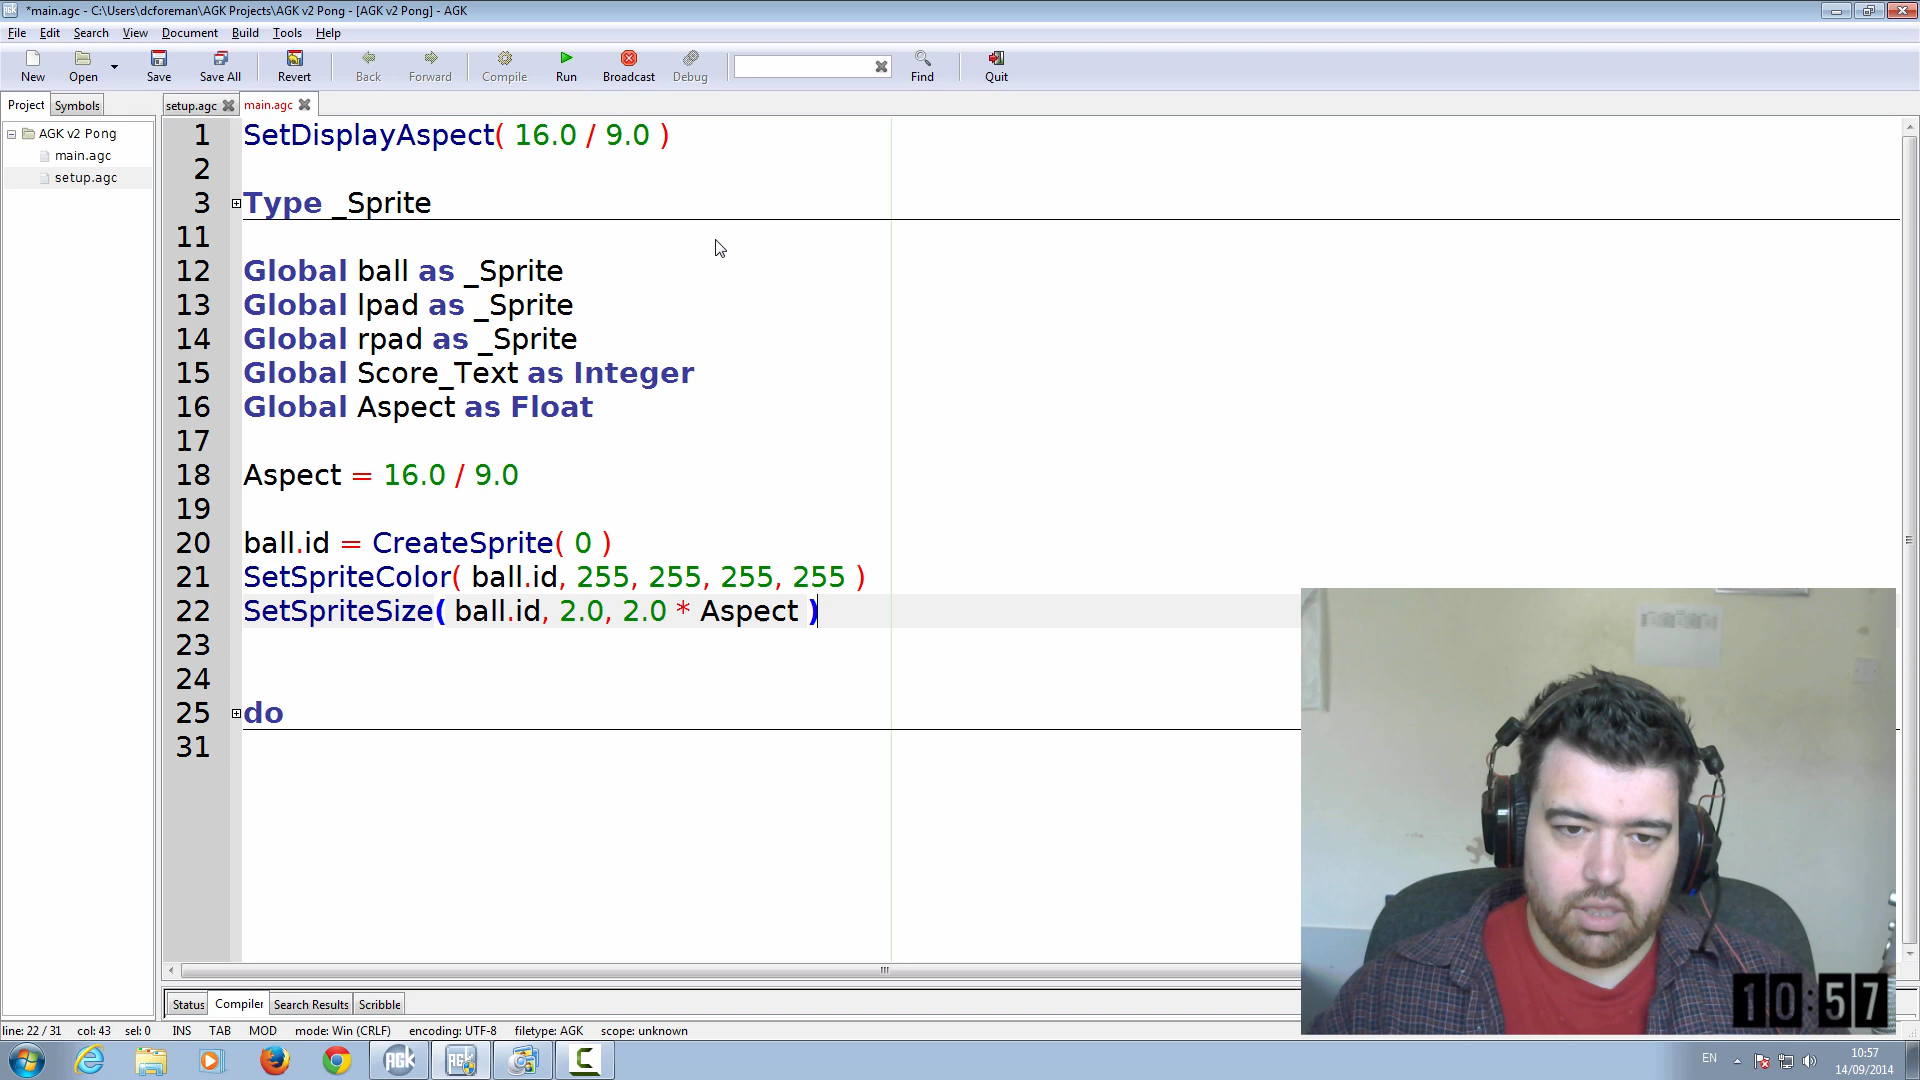 *main.agc - C:\Users\dcforeman\AGK Projects\AGK v2 Pong - [AGK v2 Pong] - AGK
File Edit Search View Document Build Tools Help
New Open Save Save All Revert Back Forward Compile Run Broadcast Debug Find Quit
Project Symbols setup.agc main.agc
AGK v2 Pong
main.agc
setup.agc
1 SetDisplayAspect( 16.0 / 9.0 )
2
3 Type _Sprite
11
12 Global ball as _Sprite
13 Global lpad as _Sprite
14 Global rpad as _Sprite
15 Global Score_Text as Integer
16 Global Aspect as Float
17
18 Aspect = 16.0 / 9.0
19
20 ball.id = CreateSprite( 0 )
21 SetSpriteColor( ball.id, 255, 255, 255, 255 )
22 SetSpriteSize( ball.id, 2.0, 2.0 * Aspect )
23
24
25 do
31
10:57
Status Compiler Search Results Scribble
line: 22 / 31 col: 43 sel: 0 INS TAB MOD mode: Win (CRLF) encoding: UTF-8 filetype: AGK scope: unknown
AGK AGK EN 10:57
14/09/2014